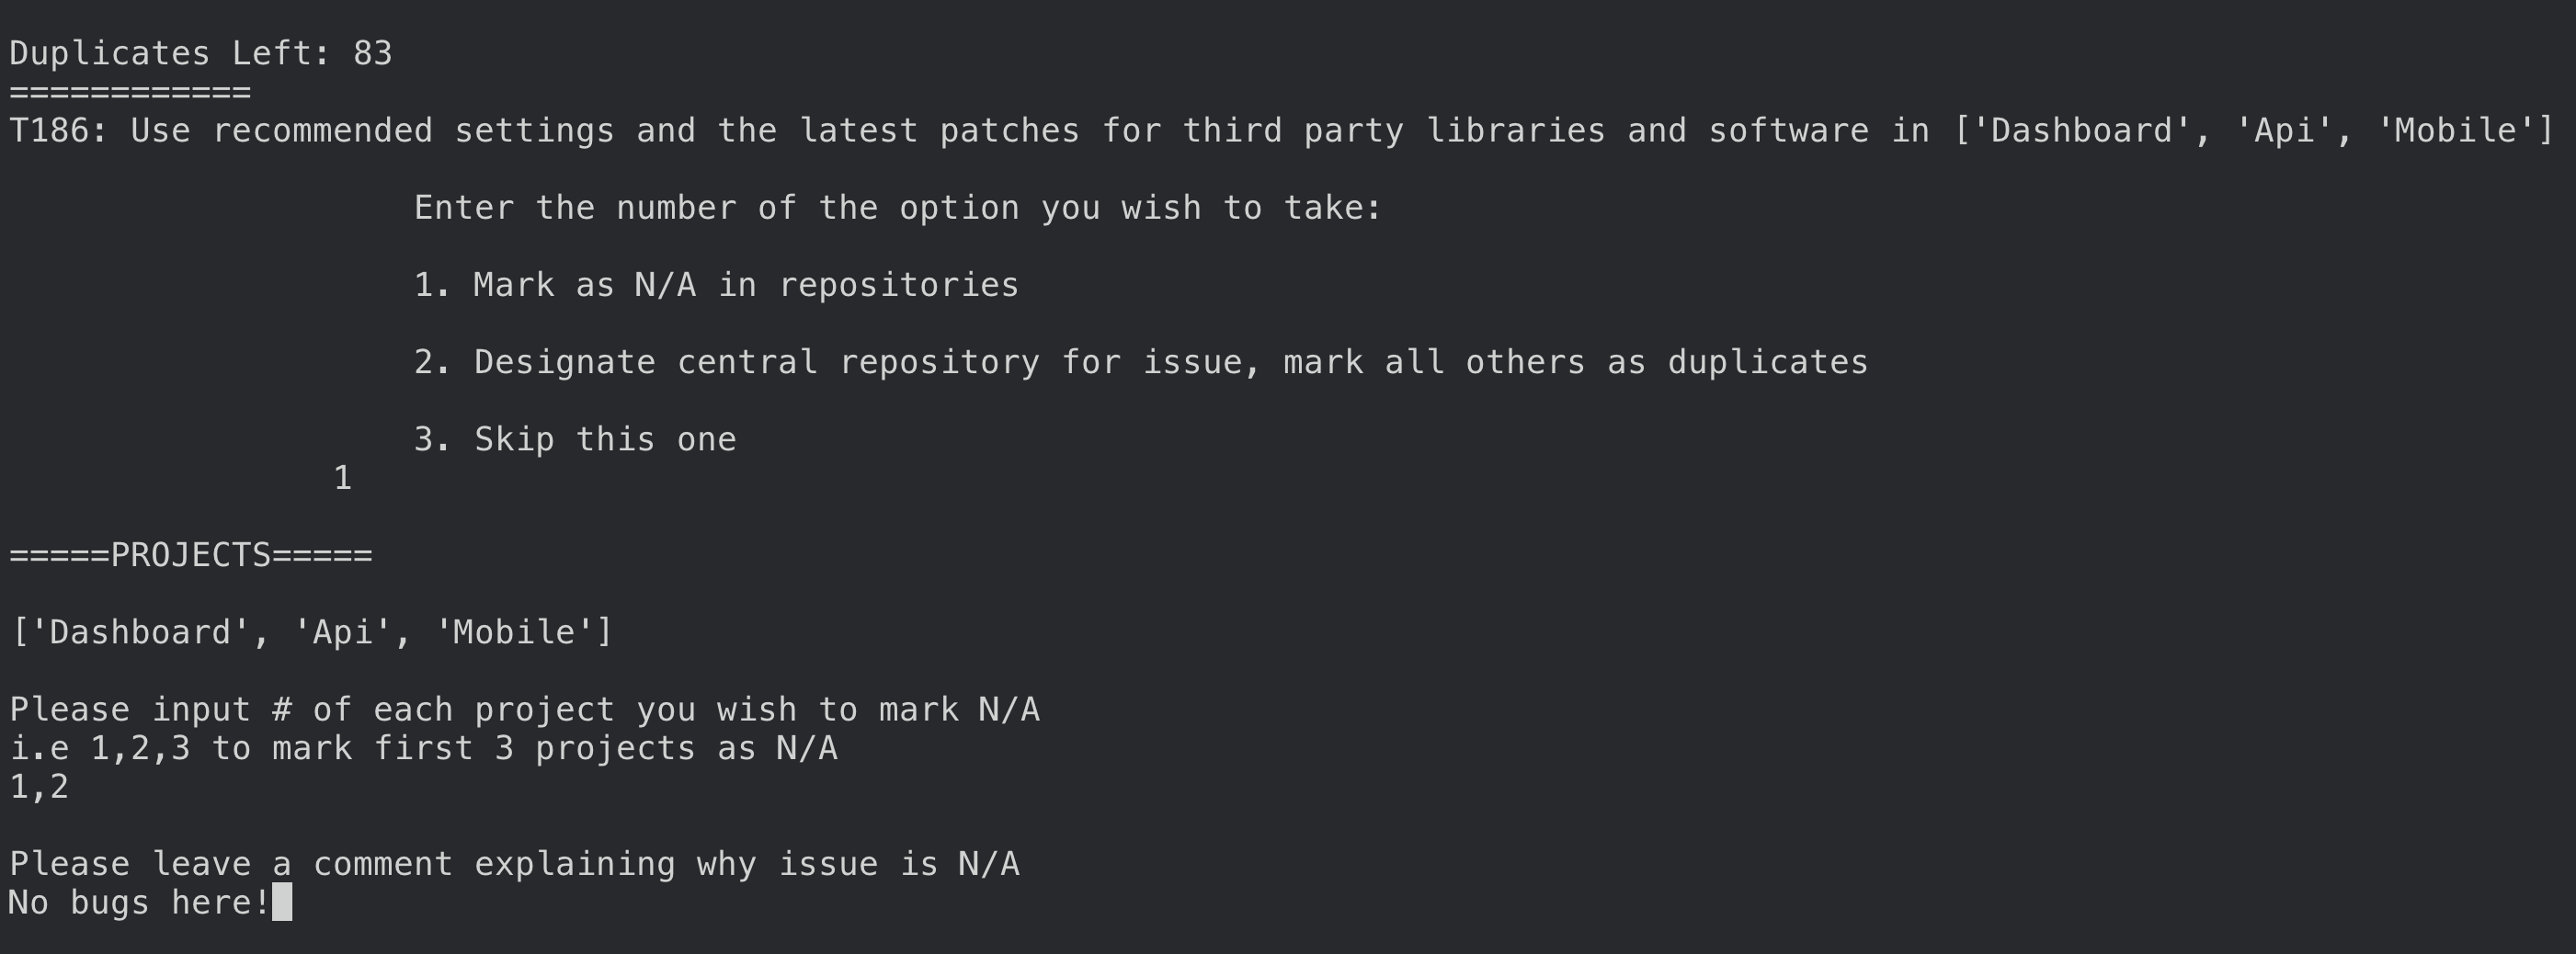 Duplicates Left: 83
============
T186: Use recommended settings and the latest patches for third party libraries and software in ['Dashboard', 'Api', 'Mobile']
Enter the number of the option you wish to take:
1. Mark as N/A in repositories
2. Designate central repository for issue, mark all others as duplicates
3. Skip this one
1
=====PROJECTS=====
['Dashboard', 'Api', 'Mobile']
Please input # of each project you wish to mark N/A
i.e 1,2,3 to mark first 3 projects as N/A
1,2
Please leave a comment explaining why issue is N/A
No bugs here!